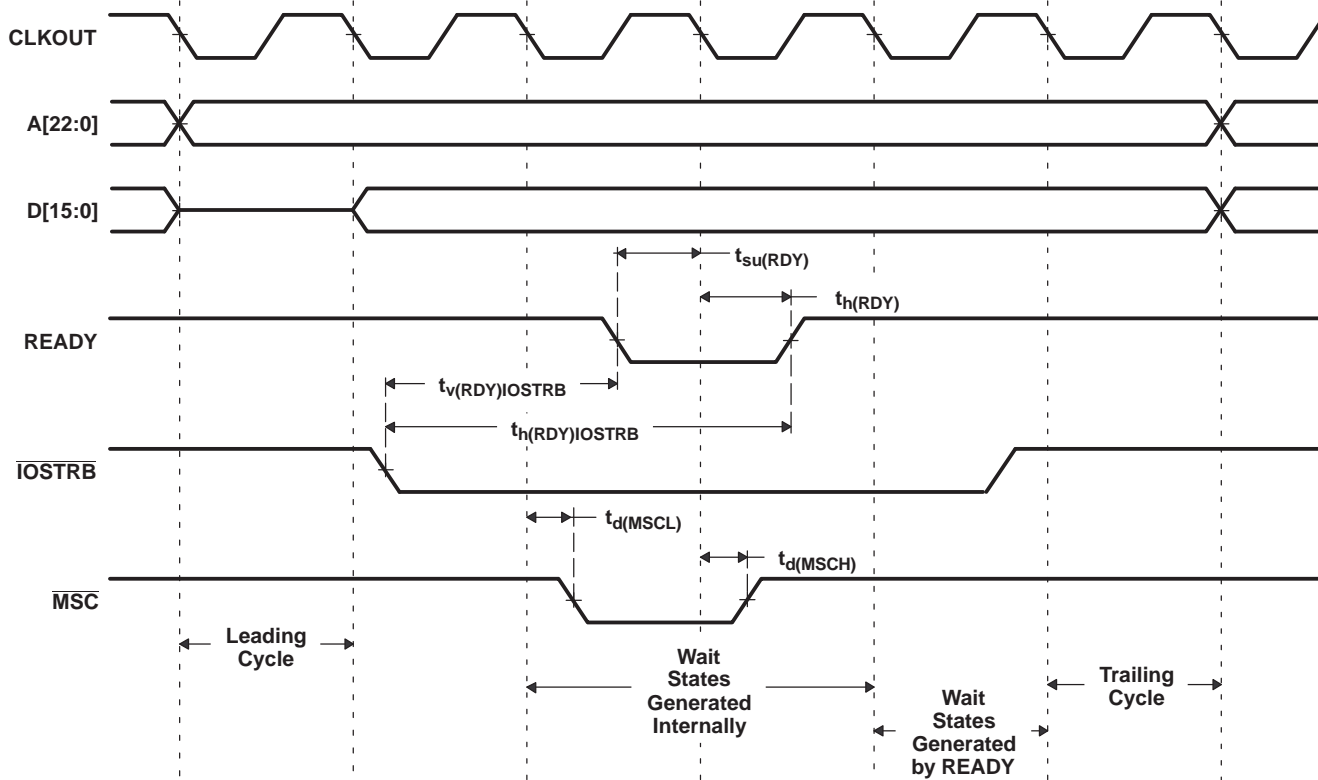 CLKOUT
A[22:0]
D[15:0]
tsu(RDY)
th(RDY)
READY
tv(RDY)IOSTRB
th(RDY)IOSTRB
IOSTRB
td(MSCL)
td(MSCH)
MSC
Leading
Cycle
Wait
States
Generated
Internally
Wait
States
Generated
by READY
Trailing
Cycle